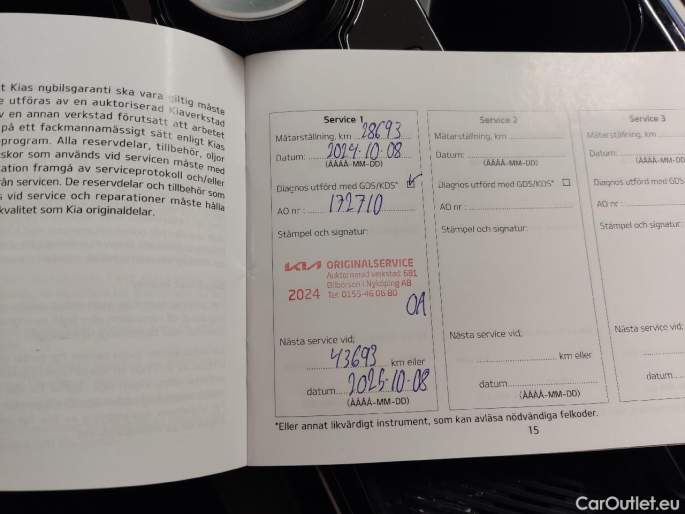 t Kias nybilsgaranti ska vara giltig måste
e utföras av en auktoriserad Kiaverkstad
v en annan verkstad förutsatt att arbetet
på ett fackmannamässigt sätt enligt Kias
eprogram. Alla reservdelar, tillbehör, oljor
skor som används vid servicen måste med
tation framgå av serviceprotokoll och/eller
från servicen. De reservdelar och tillbehör som
s vid service och reparationer måste hålla
kvalitet som Kia originaldelar.
Service 1
Mätarställning, km 28693
Datum: 2024-10-08
(ÅÅÅÅ-MM-DD)
Diagnos utförd med GDS/KDS*
AO nr : 172710
Stämpel och signatur:
KIA ORIGINALSERVICE
Auktoriserad verkstad: 681
Bilbörsen i Nyköping AB
2024 Tel: 0155-46 06 80
OA
Nästa service vid:
43693 km eller
datum 2025-10-08
(ÅÅÅÅ-MM-DD)
Service 2
Mätarställning, km
Datum:
(ÅÅÅÅ-MM-DD)
Diagnos utförd med GDS/KDS*
AO nr :
Stämpel och signatur:
Nästa service vid:
km eller
datum
(ÅÅÅÅ-MM-DD)
Service 3
Mätarställning, km
Datum:
(ÅÅÅÅ-MM-DD)
Diagnos utförd med GDS
AO nr :
Stämpel och signatur:
Nästa service vid:
km
datum
(ÅÅÅÅ-MM
*Eller annat likvärdigt instrument, som kan avläsa nödvändiga felkoder.
15
CarOutlet.eu